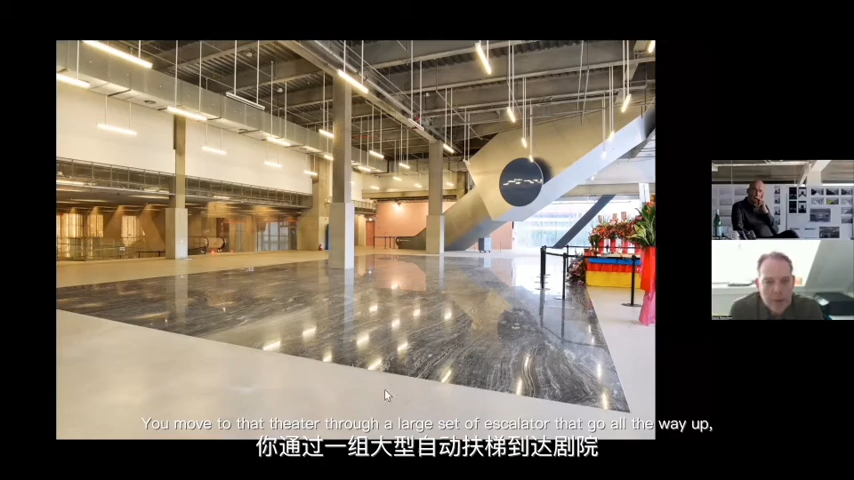 You move to that theater through a large set of escalator that go all the way up,
你通过一组大型自动扶梯到达剧院